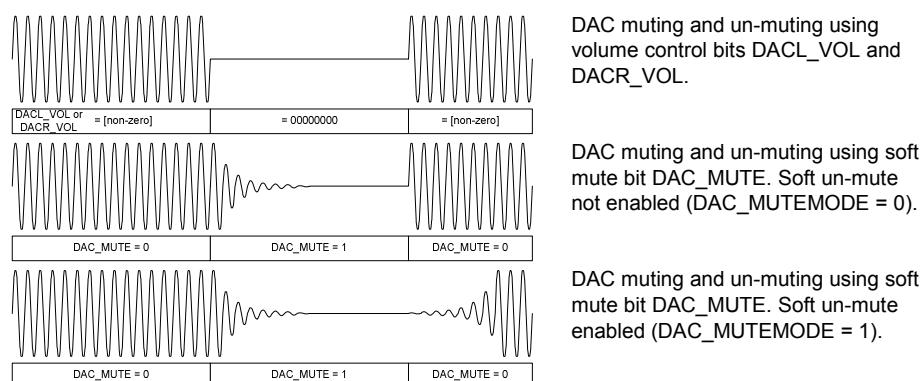 DAC muting and un-muting using
volume control bits DACL_VOL and
DACR_VOL.
DACL_VOL or
DACR_VOL
= [non-zero]
= 00000000
= [non-zero]
DAC muting and un-muting using soft
mute bit DAC_MUTE. Soft un-mute
not enabled (DAC_MUTEMODE = 0).
DAC_MUTE = 0
DAC_MUTE = 1
DAC_MUTE = 0
DAC muting and un-muting using soft
mute bit DAC_MUTE. Soft un-mute
enabled (DAC_MUTEMODE = 1).
DAC_MUTE = 0
DAC_MUTE = 1
DAC_MUTE = 0